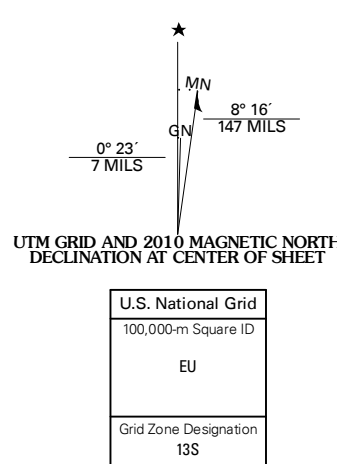 ★
MN
GN
8° 16´
147 MILS
0° 23´
7 MILS
UTM GRID AND 2010 MAGNETIC NORTH
DECLINATION AT CENTER OF SHEET
U.S. National Grid
100,000-m Square ID
EU
Grid Zone Designation
13S